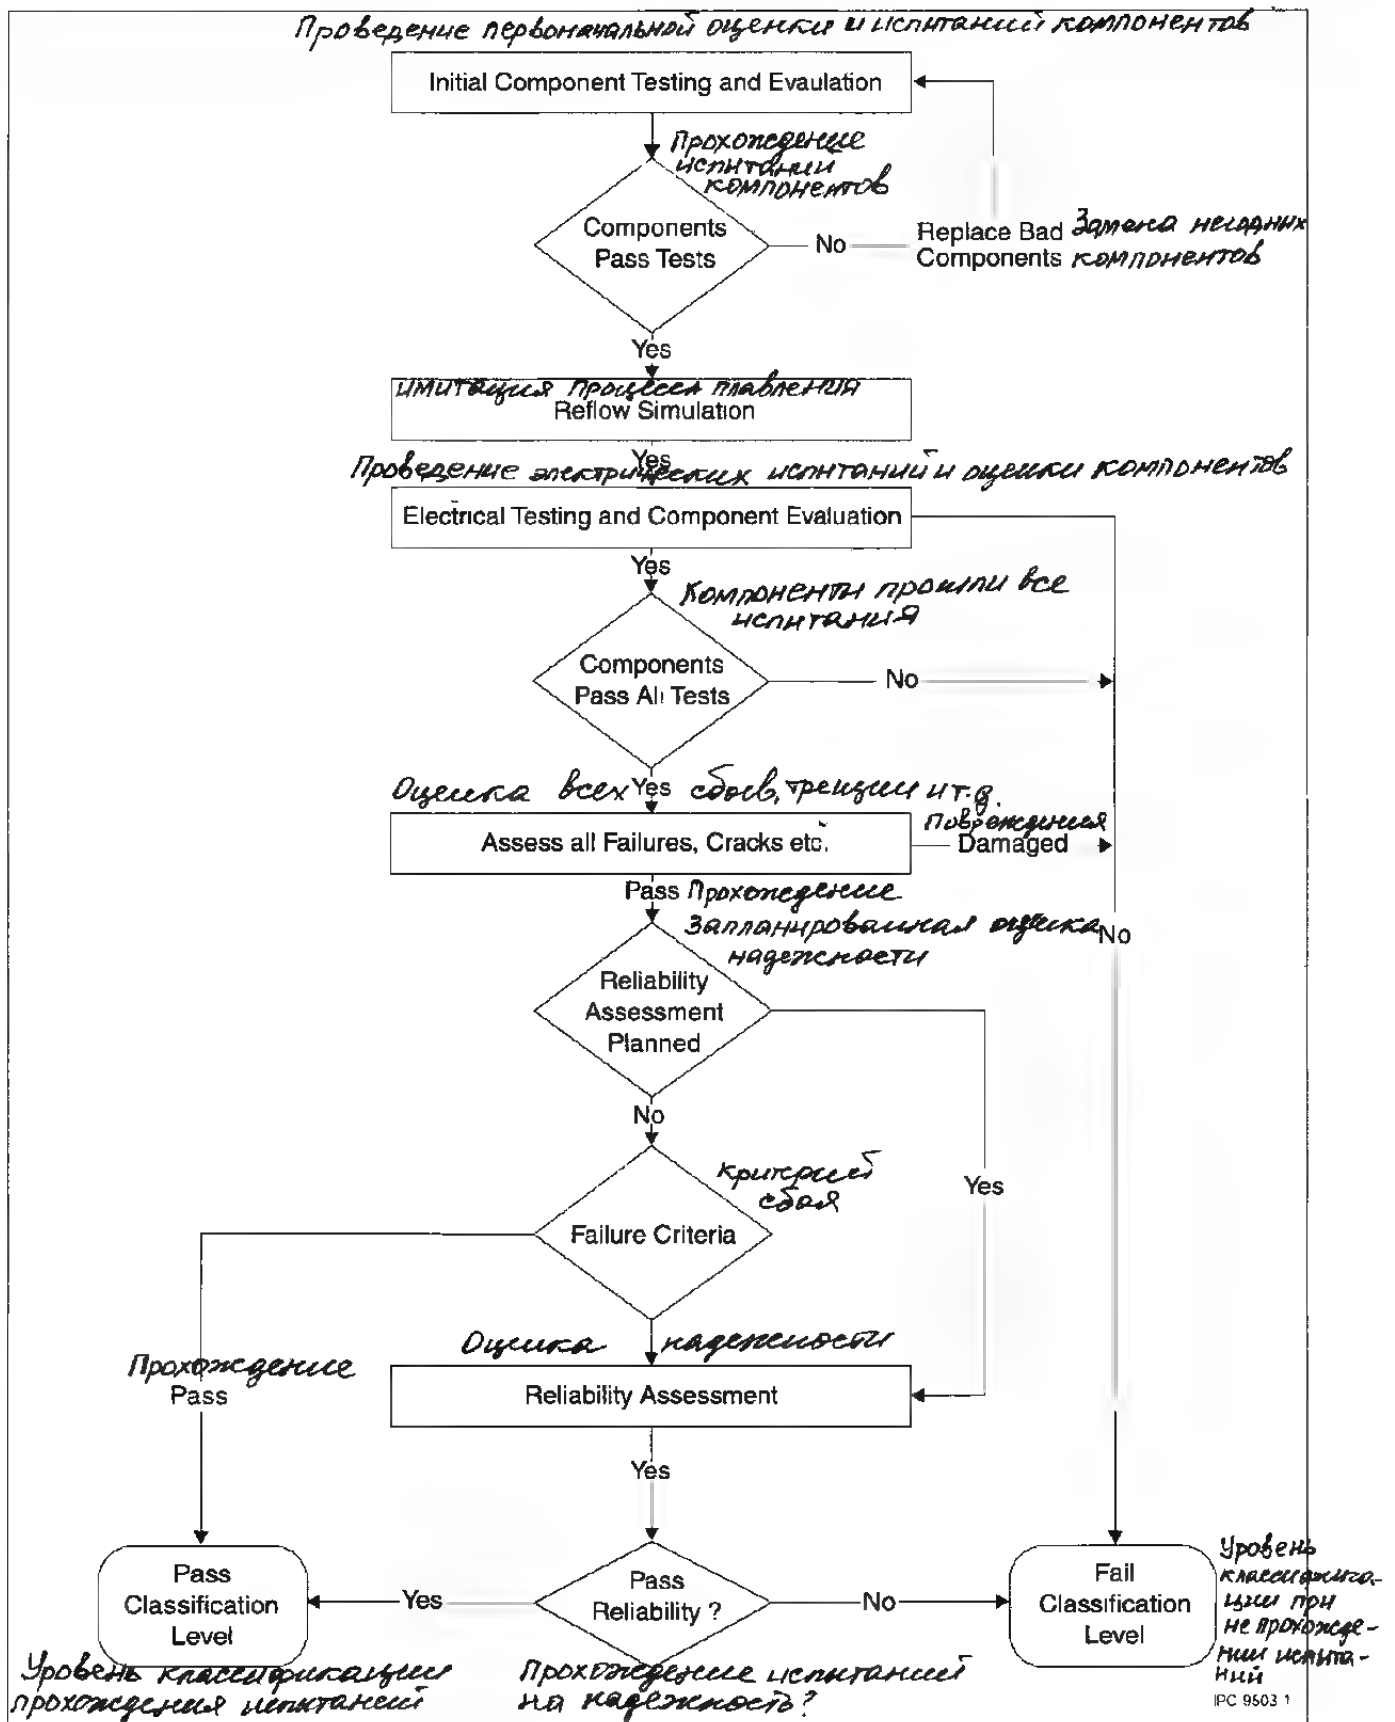 Проведение первоначальной оценки и испытаний компонентов
Initial Component Testing and Evaulation
Прохождение
испытаний
компонентов
Components
Pass Tests
No
Replace Bad
Components
Замена негодних
компонентов
Yes
имитация процесса плавления
Reflow Simulation
Yes
Проведение электрических испытаний и оценки компонентов
Electrical Testing and Component Evaluation
Yes
Компоненты прошли все
испытания
Components
Pass All Tests
No
Оценка всех сбоев, трещин и т.д.
Yes
Повреждения
Assess all Failures, Cracks etc.
Damaged
Pass Прохождение
Запланированная оценка
надежности
No
Reliability
Assessment
Planned
No
Критерий
сбоя
Yes
Failure Criteria
Оценка надежности
Прохождение
Pass
Reliability Assessment
Yes
Pass
Classification
Level
Yes
Pass
Reliability ?
No
Fail
Classification
Level
Уровень
классифика-
ции при
не прохожде-
нии испыта-
ний
Уровень классификации
прохождения испытаний
Прохождение испытаний
на надежность?
IPC 9503 1